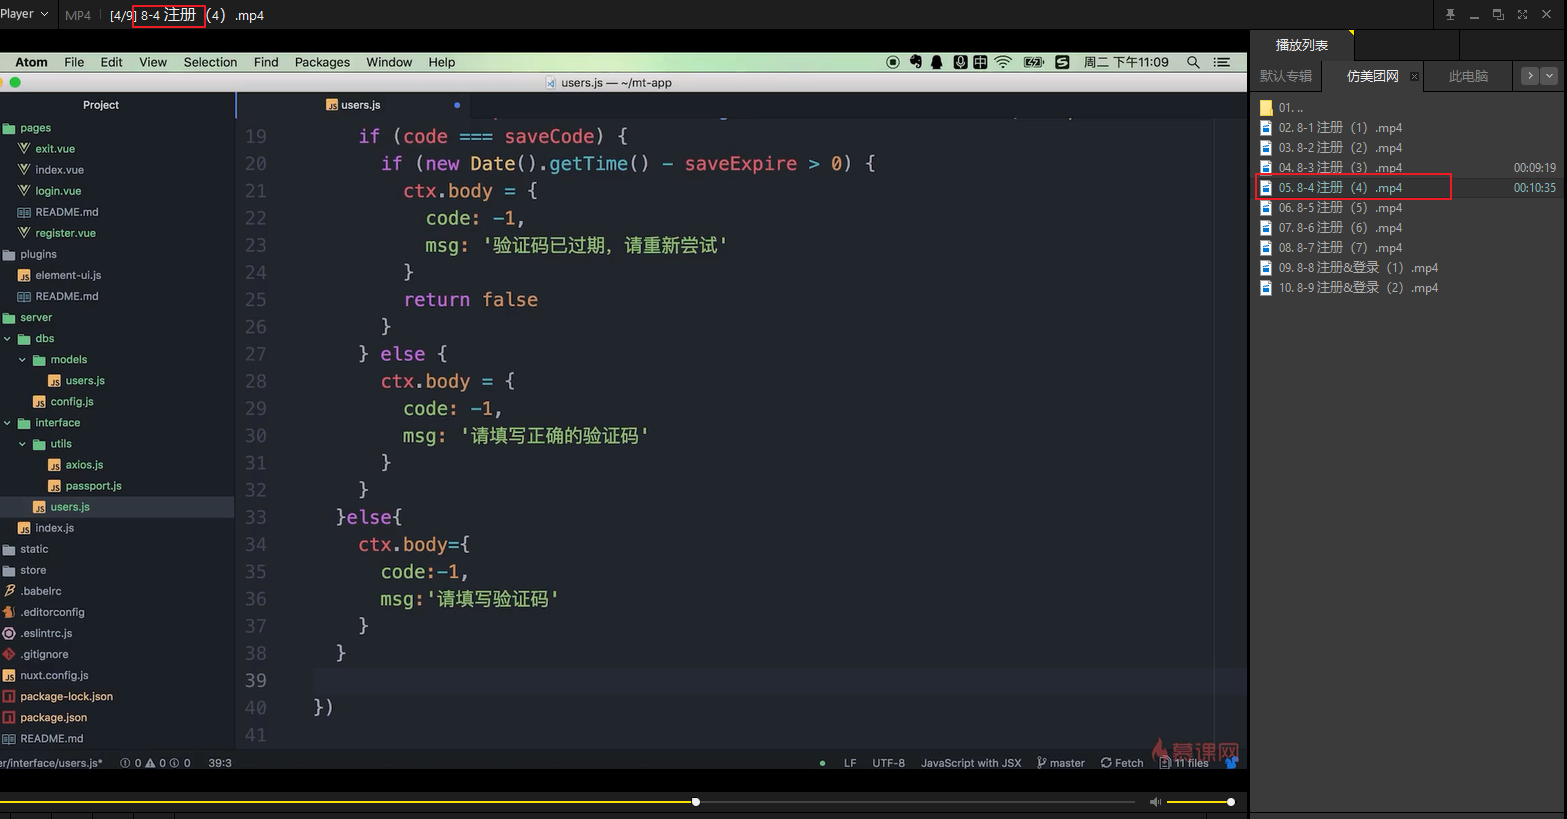 Player MP4 [4/9] 8-4 注册 (4) .mp4
播放列表
Atom File Edit View Selection Find Packages Window Help 周二 下午11:09
默认专辑 仿美团网 此电脑
users.js — ~/mt-app
Project
users.js
pages
exit.vue
index.vue
login.vue
README.md
register.vue
plugins
element-ui.js
README.md
server
dbs
models
users.js
config.js
interface
utils
axios.js
passport.js
users.js
index.js
static
store
.babelrc
.editorconfig
.eslintrc.js
.gitignore
nuxt.config.js
package-lock.json
package.json
README.md
19 if (code === saveCode) {
20 if (new Date().getTime() - saveExpire > 0) {
21 ctx.body = {
22 code: -1,
23 msg: '验证码已过期，请重新尝试'
24 }
25 return false
26 }
27 } else {
28 ctx.body = {
29 code: -1,
30 msg: '请填写正确的验证码'
31 }
32 }
33 }else{
34 ctx.body={
35 code:-1,
36 msg:'请填写验证码'
37 }
38 }
39
40 })
41
01. ..
02. 8-1 注册 (1) .mp4
03. 8-2 注册 (2) .mp4
04. 8-3 注册 (3) .mp4 00:09:19
05. 8-4 注册 (4) .mp4 00:10:35
06. 8-5 注册 (5) .mp4
07. 8-6 注册 (6) .mp4
08. 8-7 注册 (7) .mp4
09. 8-8 注册&登录 (1) .mp4
10. 8-9 注册&登录 (2) .mp4
慕课网
er/interface/users.js* 0 0 0 39:3 LF UTF-8 JavaScript with JSX master Fetch 11 files